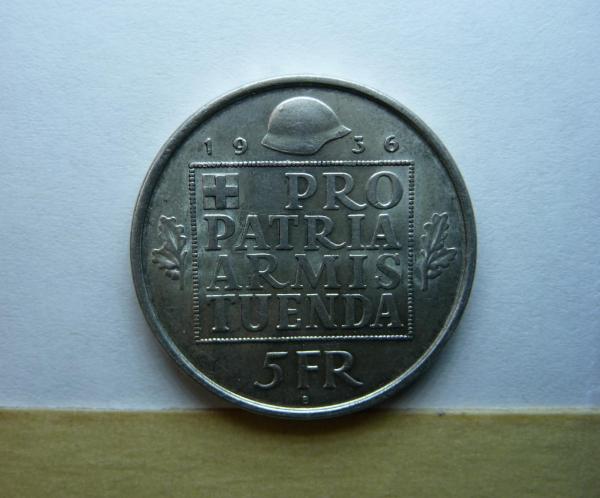 1936
PRO
PATRIA
ARMIS
TUENDA
5 FR
B